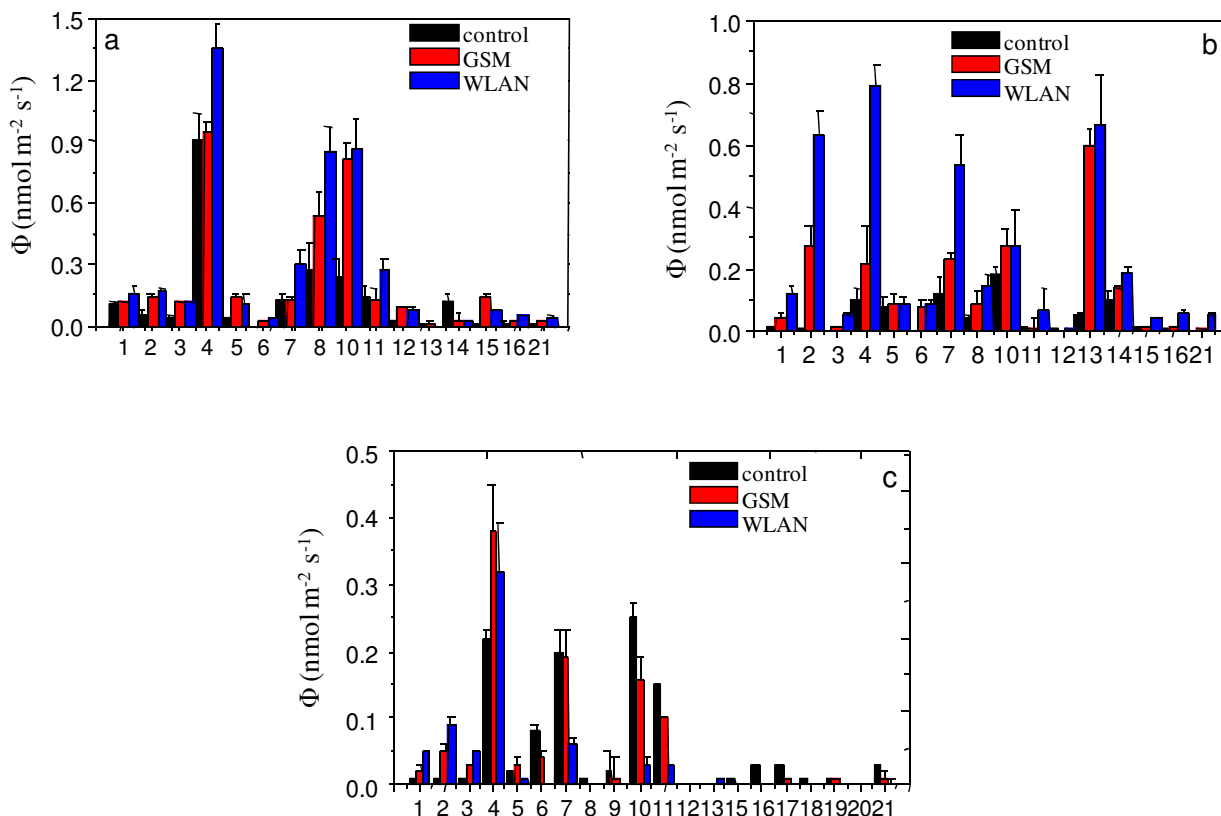 a
1.5
1.2
0.9
0.6
0.3
0.0
Φ (nmol m⁻² s⁻¹)
control
GSM
WLAN
1 2 3 4 5 6 7 8 10 11 12 13 14 15 16 21
b
1.0
0.8
0.6
0.4
0.2
0.0
Φ (nmol m⁻² s⁻¹)
control
GSM
WLAN
1 2 3 4 5 6 7 8 10 11 12 13 14 15 16 21
c
0.5
0.4
0.3
0.2
0.1
0.0
Φ (nmol m⁻² s⁻¹)
control
GSM
WLAN
1 2 3 4 5 6 7 8 9 10 11 12 13 15 16 17 18 19 20 21